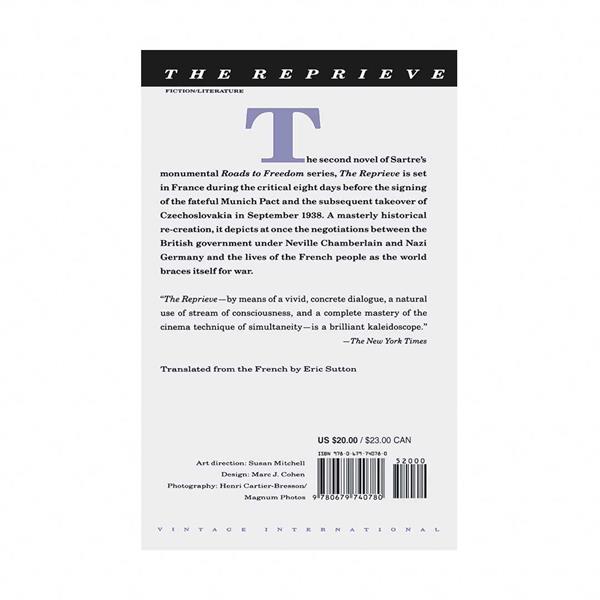 THE REPRIEVE
FICTION/LITERATURE
The second novel of Sartre's
monumental Roads to Freedom series, The Reprieve is set
in France during the critical eight days before the signing
of the fateful Munich Pact and the subsequent takeover of
Czechoslovakia in September 1938. A masterly historical
re-creation, it depicts at once the negotiations between the
British government under Neville Chamberlain and Nazi
Germany and the lives of the French people as the world
braces itself for war.
“The Reprieve—by means of a vivid, concrete dialogue, a natural
use of stream of consciousness, and a complete mastery of the
cinema technique of simultaneity—is a brilliant kaleidoscope.”
—The New York Times
Translated from the French by Eric Sutton
US $20.00 / $23.00 CAN
ISBN 978-0-679-74078-0
52000
Art direction: Susan Mitchell
Design: Marc J. Cohen
Photography: Henri Cartier-Bresson/
Magnum Photos
9 780679 740780
VINTAGE INTERNATIONAL